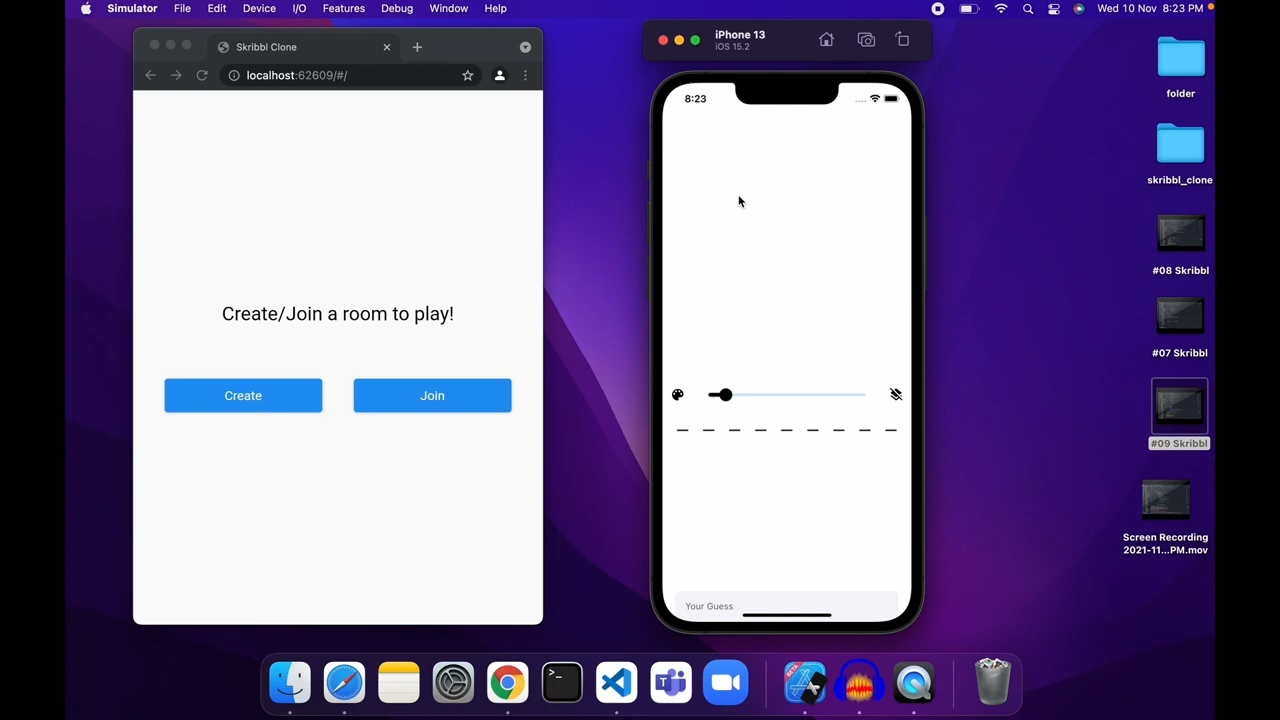 Simulator File Edit Device I/O Features Debug Window Help Wed 10 Nov 8:23 PM
Skribbl Clone
localhost:62609/#/
Create/Join a room to play!
Create Join
iPhone 13
iOS 15.2
8:23
Your Guess
folder
skribbl_clone
#08 Skribbl
#07 Skribbl
#09 Skribbl
Screen Recording
2021-11...PM.mov
BETA